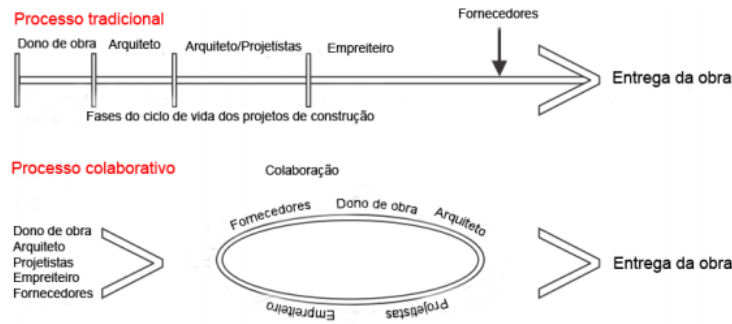 Processo tradicional
Fornecedores
Dono de obra
Arquiteto
Arquiteto/Projetistas
Empreiteiro
Entrega da obra
Fases do ciclo de vida dos projetos de construção
Processo colaborativo
Colaboração
Dono de obra
Arquiteto
Projetistas
Empreiteiro
Fornecedores
Fornecedores
Dono de obra
Arquiteto
Empreiteiro
Projetistas
Entrega da obra